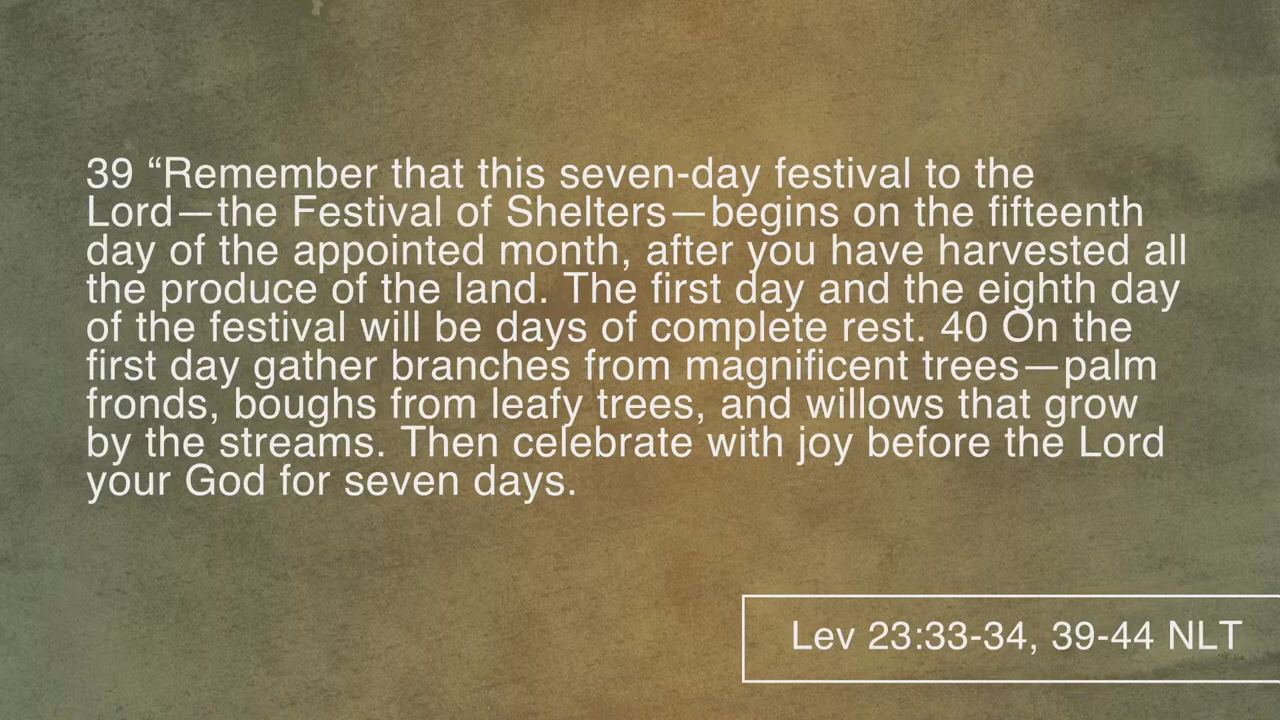 39 “Remember that this seven-day festival to the
Lord—the Festival of Shelters—begins on the fifteenth
day of the appointed month, after you have harvested all
the produce of the land. The first day and the eighth day
of the festival will be days of complete rest. 40 On the
first day gather branches from magnificent trees—palm
fronds, boughs from leafy trees, and willows that grow
by the streams. Then celebrate with joy before the Lord
your God for seven days.
Lev 23:33-34, 39-44 NLT